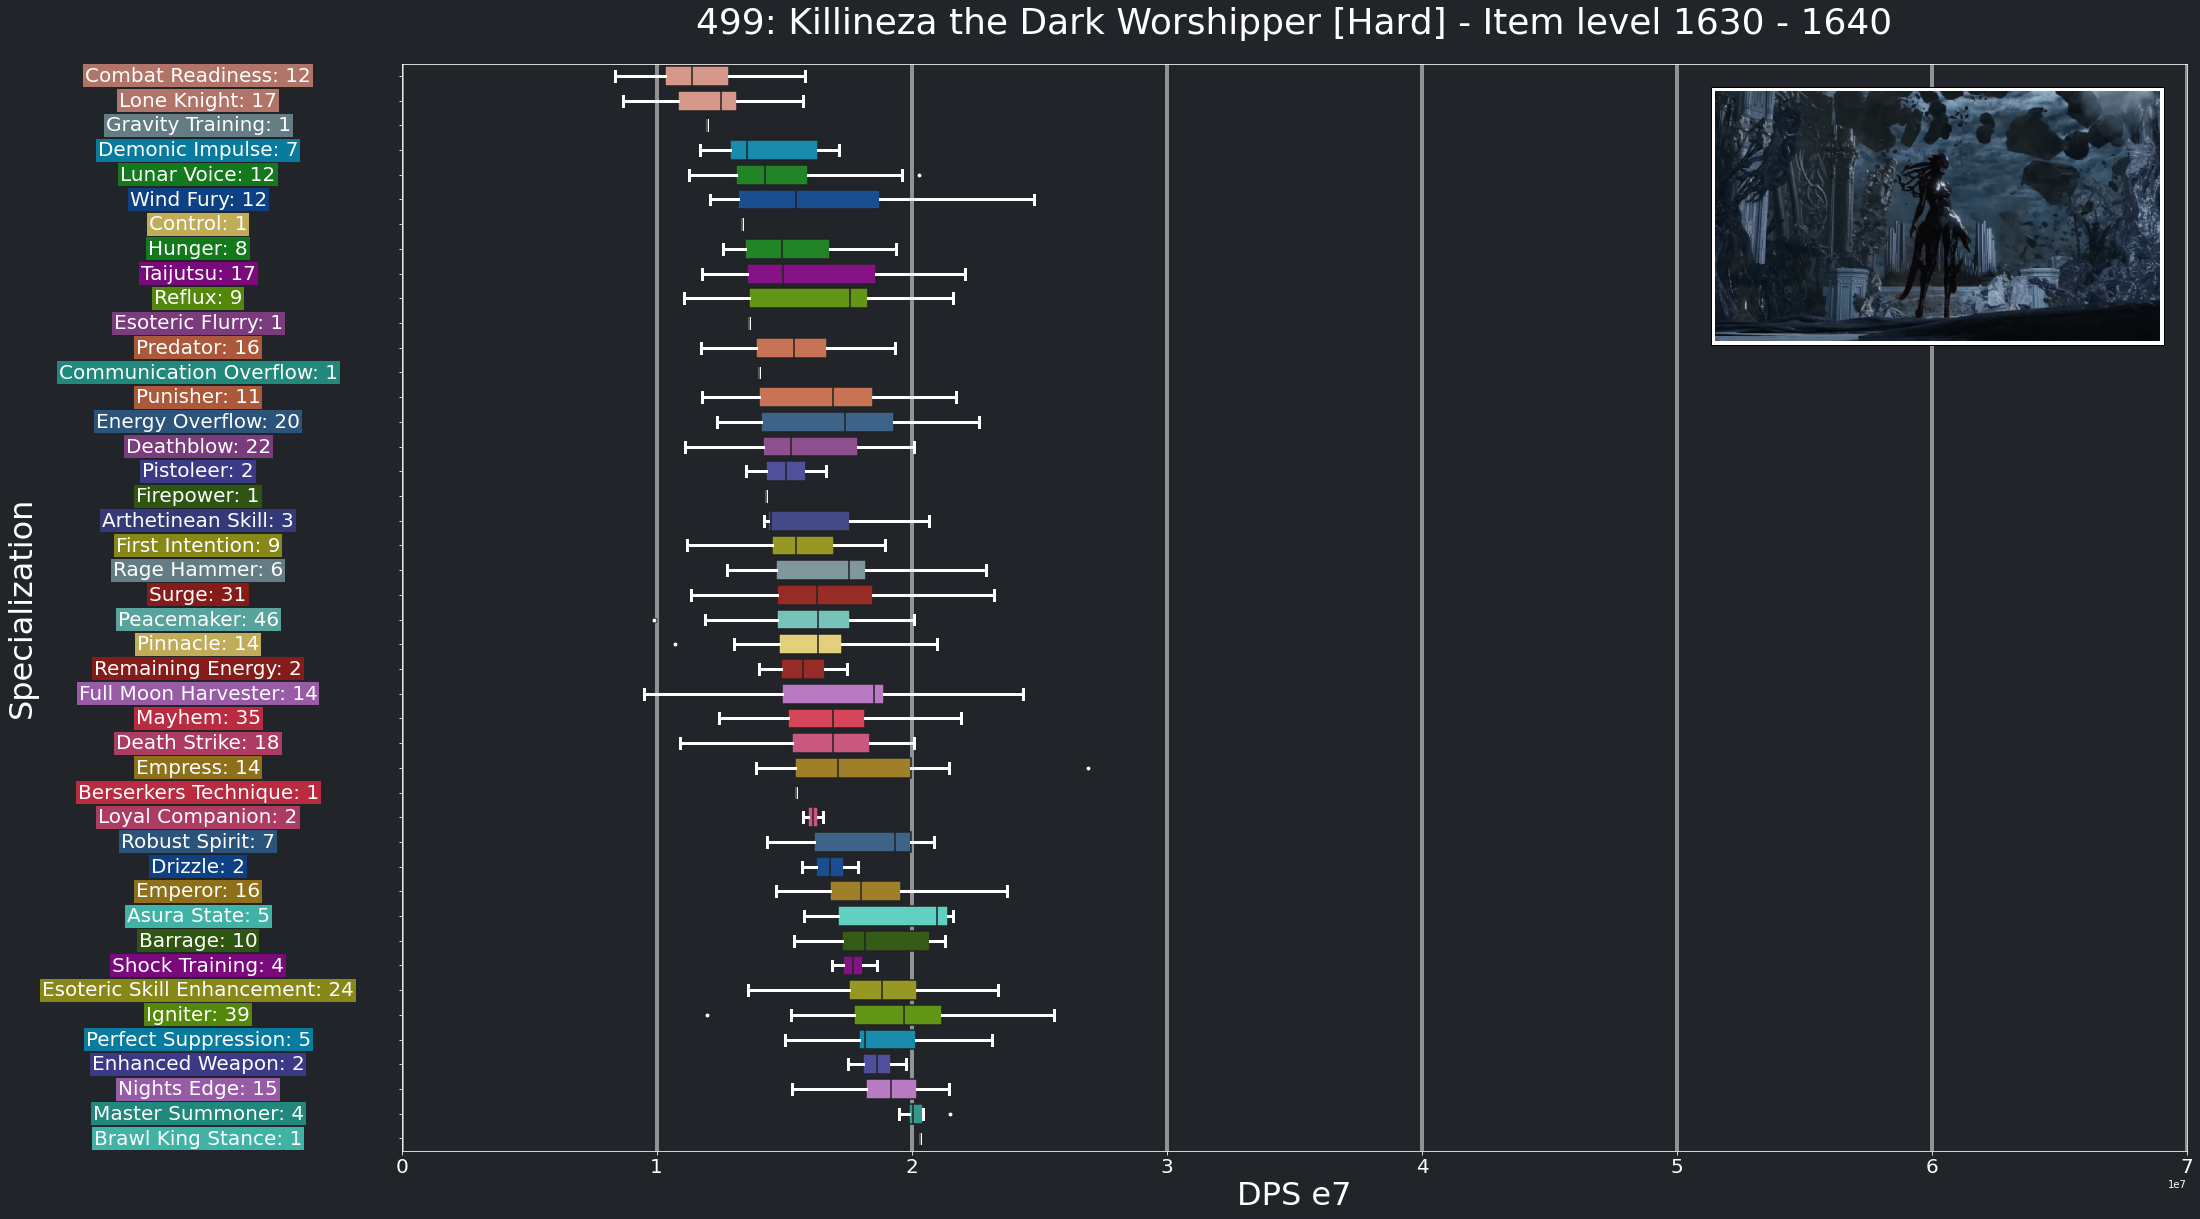 499: Killineza the Dark Worshipper [Hard] - Item level 1630 - 1640
Specialization
Combat Readiness: 12
Lone Knight: 17
Gravity Training: 1
Demonic Impulse: 7
Lunar Voice: 12
Wind Fury: 12
Control: 1
Hunger: 8
Taijutsu: 17
Reflux: 9
Esoteric Flurry: 1
Predator: 16
Communication Overflow: 1
Punisher: 11
Energy Overflow: 20
Deathblow: 22
Pistoleer: 2
Firepower: 1
Arthetinean Skill: 3
First Intention: 9
Rage Hammer: 6
Surge: 31
Peacemaker: 46
Pinnacle: 14
Remaining Energy: 2
Full Moon Harvester: 14
Mayhem: 35
Death Strike: 18
Empress: 14
Berserkers Technique: 1
Loyal Companion: 2
Robust Spirit: 7
Drizzle: 2
Emperor: 16
Asura State: 5
Barrage: 10
Shock Training: 4
Esoteric Skill Enhancement: 24
Igniter: 39
Perfect Suppression: 5
Enhanced Weapon: 2
Nights Edge: 15
Master Summoner: 4
Brawl King Stance: 1
0 1 2 3 4 5 6 7
1e7
DPS e7